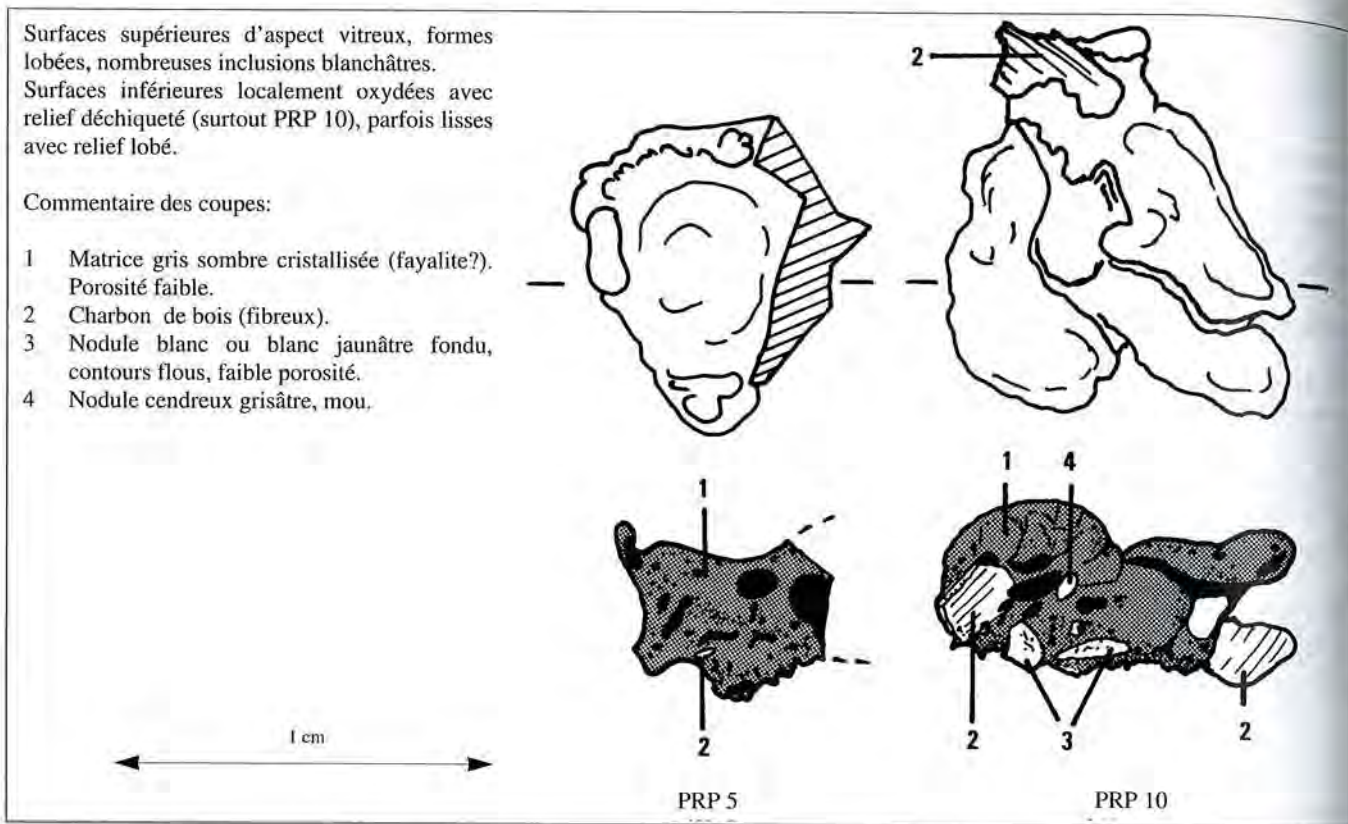 Surfaces supérieures d'aspect vitreux, formes
lobées, nombreuses inclusions blanchâtres.
Surfaces inférieures localement oxydées avec
relief déchiqueté (surtout PRP 10), parfois lisses
avec relief lobé.
Commentaire des coupes:
1 Matrice gris sombre cristallisée (fayalite?).
Porosité faible.
2 Charbon de bois (fibreux).
3 Nodule blanc ou blanc jaunâtre fondu,
contours flous, faible porosité.
4 Nodule cendreux grisâtre, mou.
1 cm
2
1
2
PRP 5
1 4
2 3 2
PRP 10